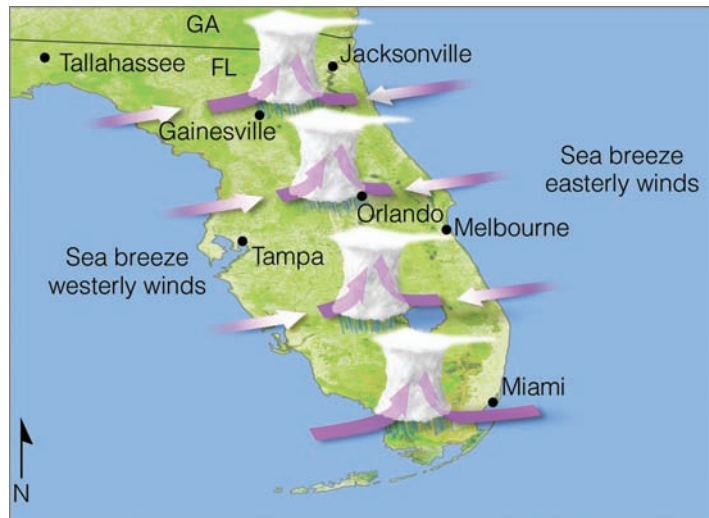 GA
Jacksonville
Tallahassee
FL
Gainesville
Sea breeze
easterly winds
Orlando
Melbourne
Tampa
Sea breeze
westerly winds
Miami
N